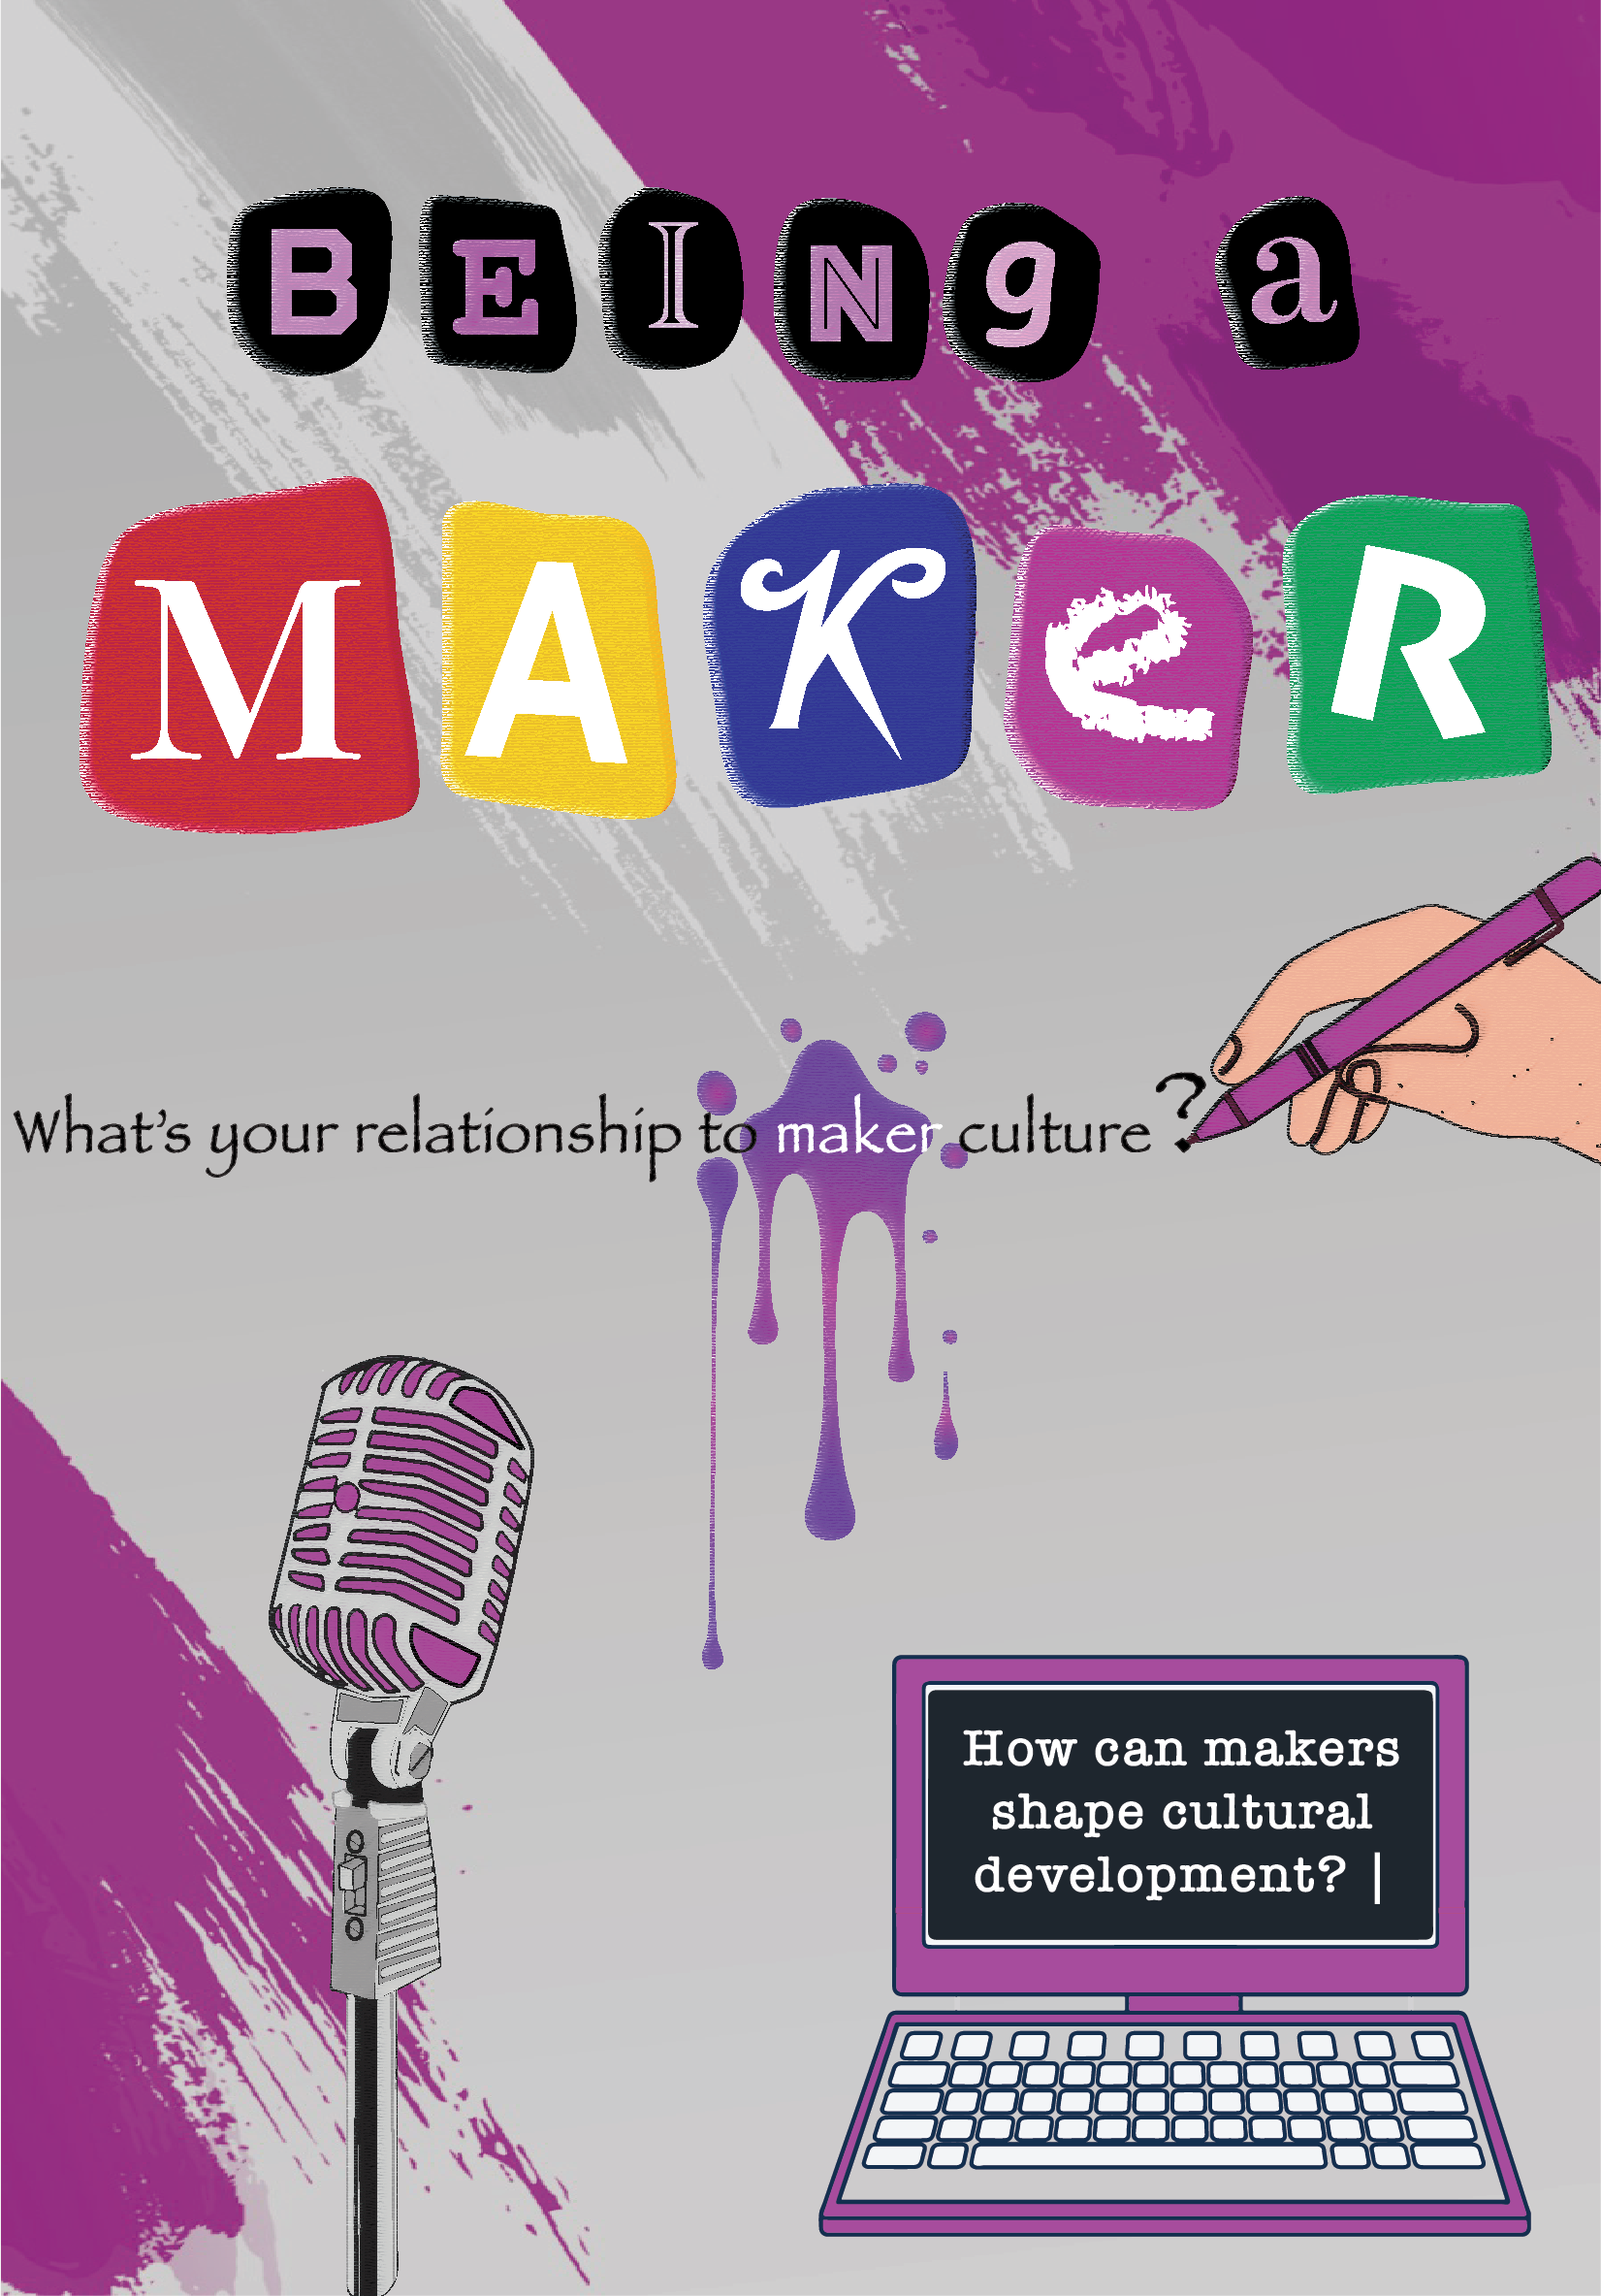 BEINg a
MAKeR
What's your relationship to maker culture?
How can makers
shape cultural
development? |